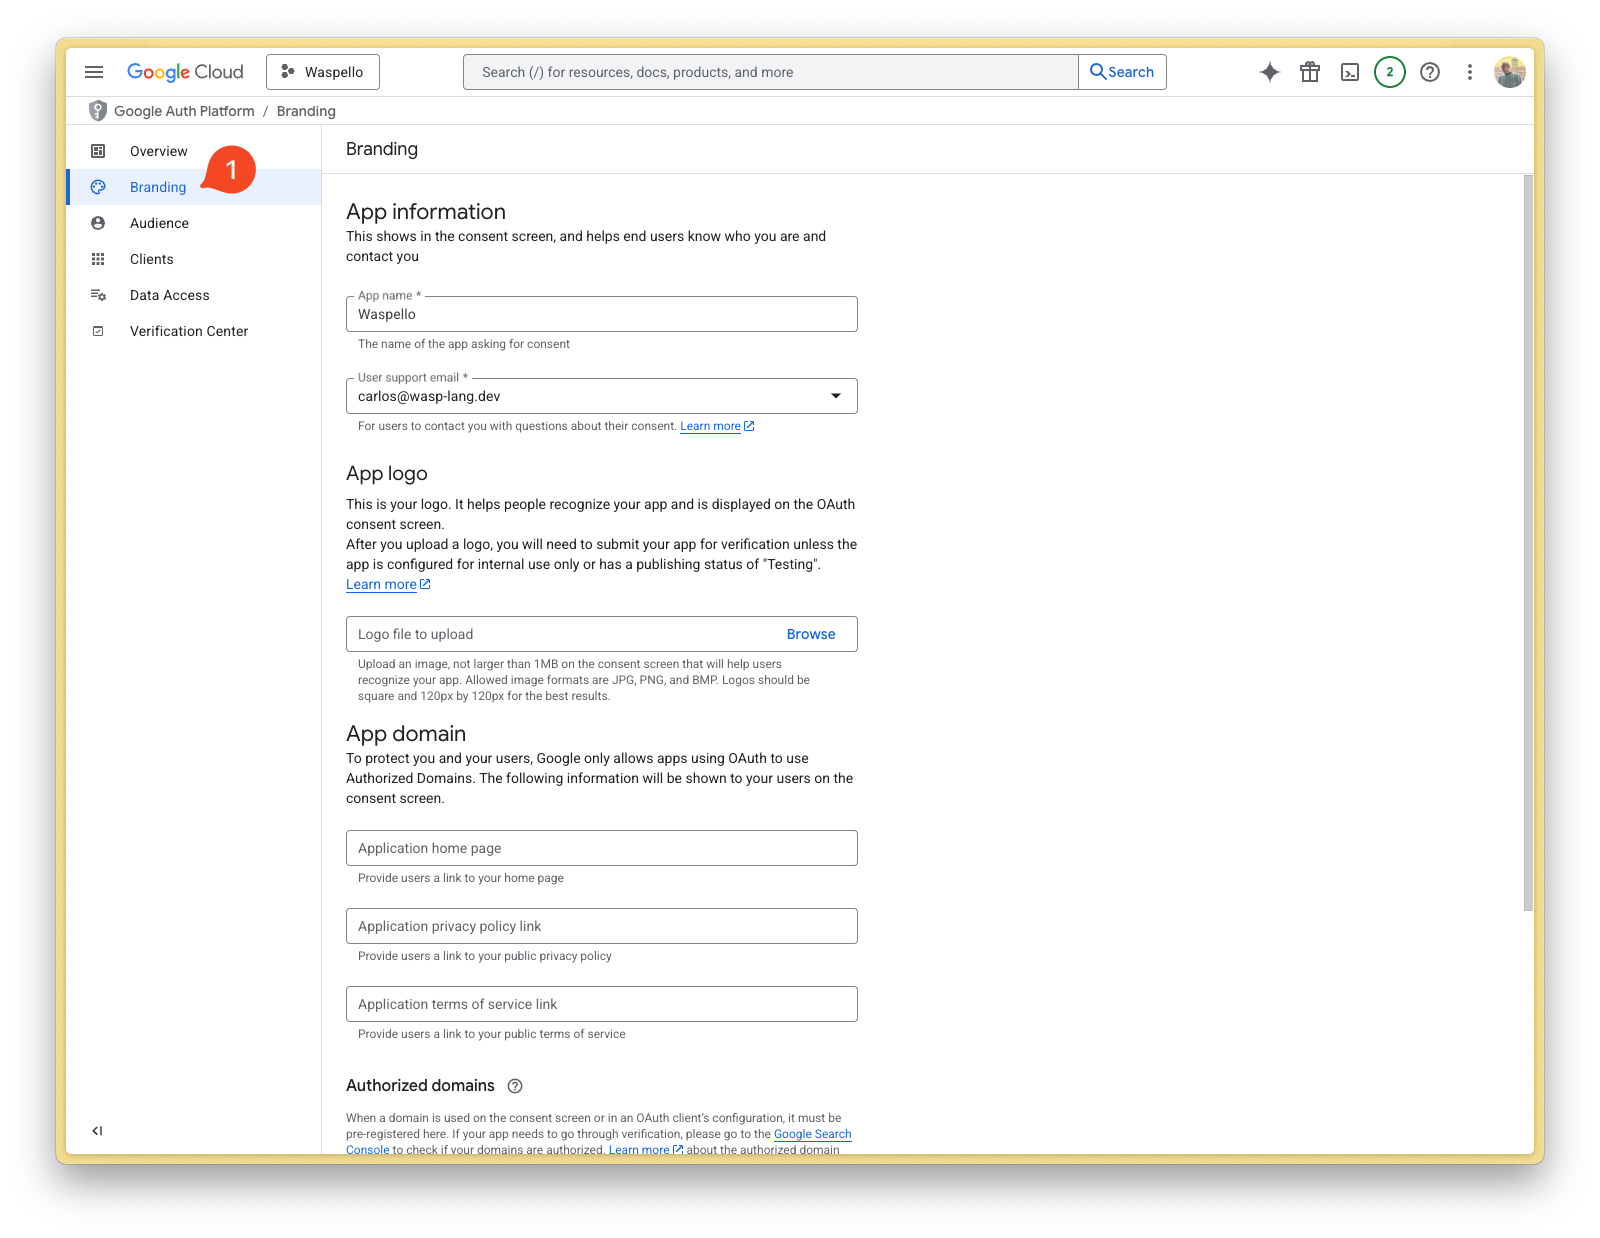 Google Cloud
Waspello
Search (/) for resources, docs, products, and more
Search
2
Google Auth Platform / Branding
Overview
1
Branding
Audience
Clients
Data Access
Verification Center
Branding
App information
This shows in the consent screen, and helps end users know who you are and
contact you
App name *
Waspello
The name of the app asking for consent
User support email *
carlos@wasp-lang.dev
For users to contact you with questions about their consent. Learn more
App logo
This is your logo. It helps people recognize your app and is displayed on the OAuth
consent screen.
After you upload a logo, you will need to submit your app for verification unless the
app is configured for internal use only or has a publishing status of "Testing".
Learn more
Logo file to upload
Browse
Upload an image, not larger than 1MB on the consent screen that will help users
recognize your app. Allowed image formats are JPG, PNG, and BMP. Logos should be
square and 120px by 120px for the best results.
App domain
To protect you and your users, Google only allows apps using OAuth to use
Authorized Domains. The following information will be shown to your users on the
consent screen.
Application home page
Provide users a link to your home page
Application privacy policy link
Provide users a link to your public privacy policy
Application terms of service link
Provide users a link to your public terms of service
Authorized domains
When a domain is used on the consent screen or in an OAuth client's configuration, it must be
pre-registered here. If your app needs to go through verification, please go to the Google Search
Console to check if your domains are authorized. Learn more about the authorized domain